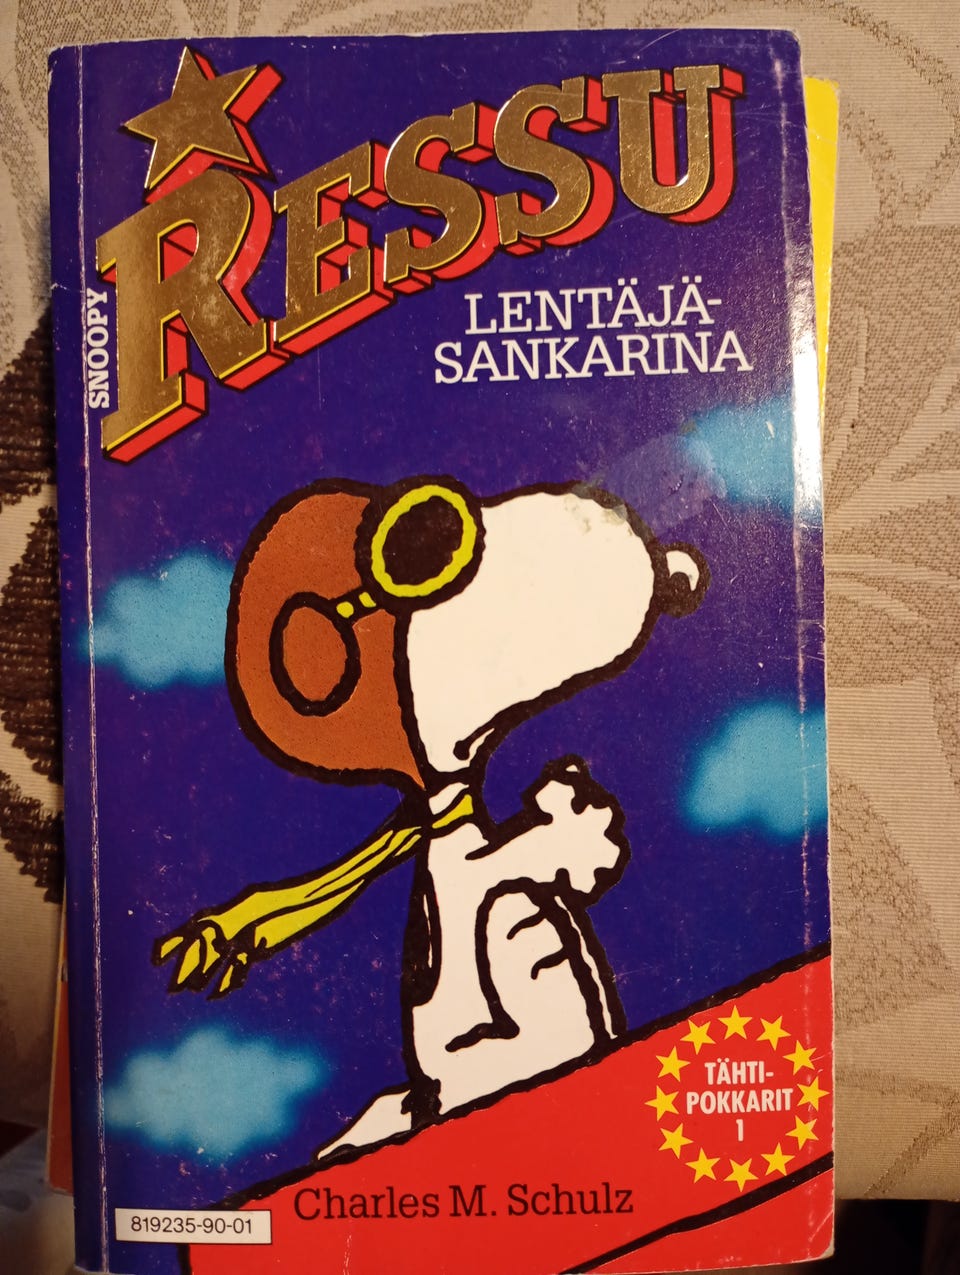 RESSU
SNOOPY
LENTÄJÄ-
SANKARINA
TÄHTI-
POKKARIT
1
Charles M. Schulz
819235-90-01